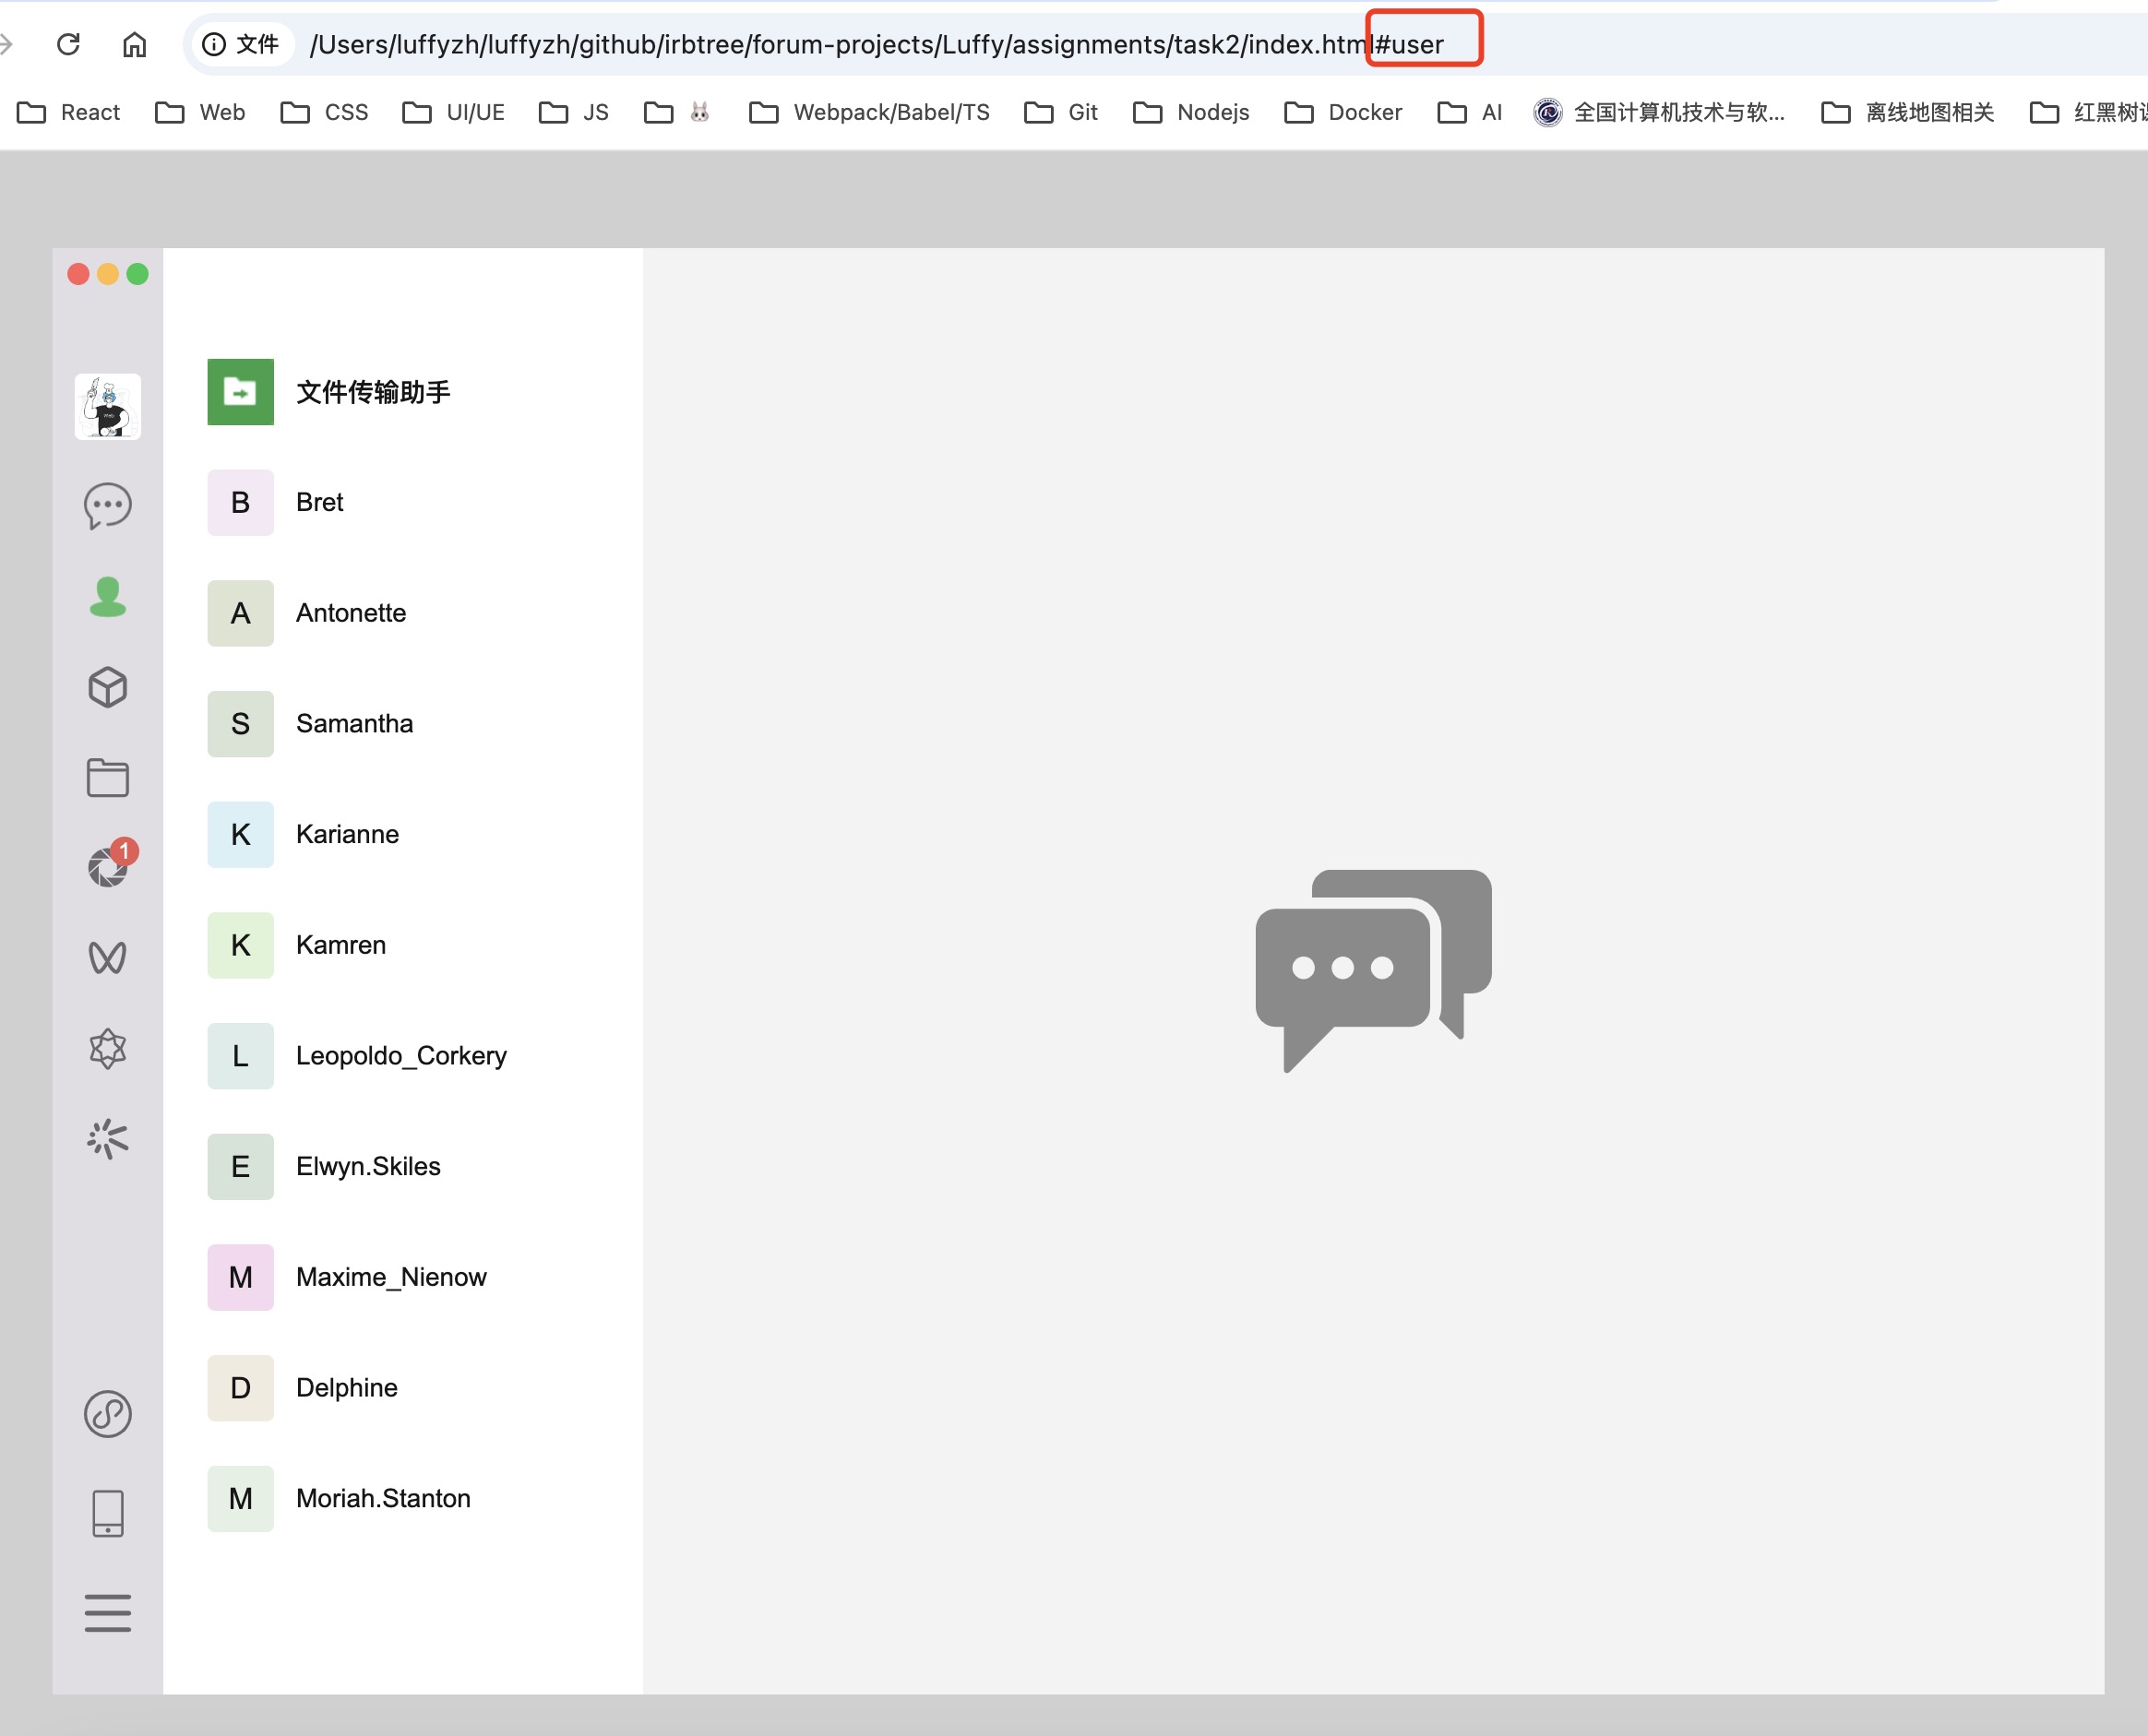 文件 /Users/luffyzh/luffyzh/github/irbtree/forum-projects/Luffy/assignments/task2/index.html#user
React Web CSS UI/UE JS Webpack/Babel/TS Git Nodejs Docker AI 全国计算机技术与软... 离线地图相关 红黑树
文件传输助手
B Bret
A Antonette
S Samantha
K Karianne
K Kamren
1
L Leopoldo_Corkery
E Elwyn.Skiles
M Maxime_Nienow
D Delphine
M Moriah.Stanton